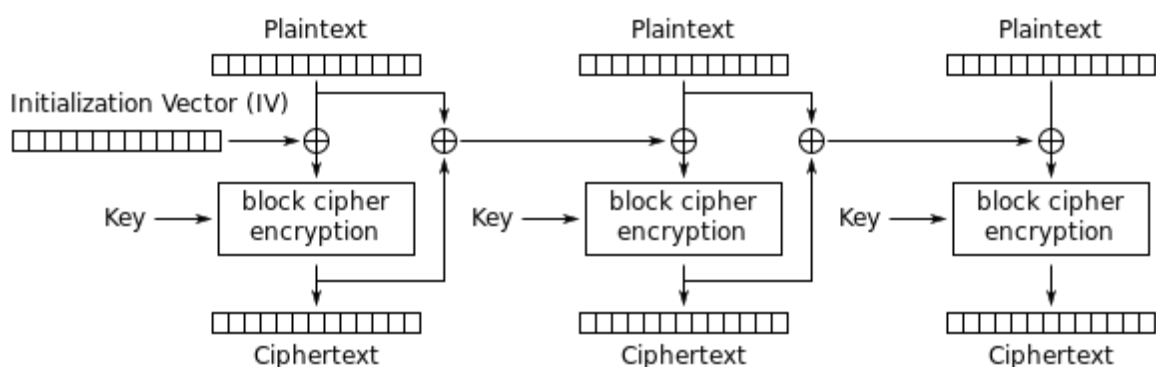 Plaintext Plaintext Plaintext
Initialization Vector (IV)
Key block cipher encryption Key block cipher encryption Key block cipher encryption
Ciphertext Ciphertext Ciphertext